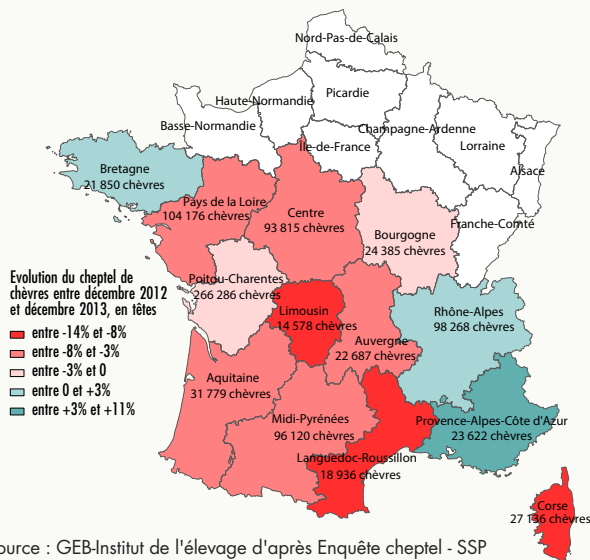 Nord-Pas-de-Calais
Picardie
Haute-Normandie
Basse-Normandie
Champagne-Ardenne
Île-de-France
Lorraine
Alsace
Bretagne
21 850 chèvres
Pays de la Loire
104 176 chèvres
Centre
93 815 chèvres
Bourgogne
24 385 chèvres
Franche-Comté
Poitou-Charentes
266 286 chèvres
Limousin
14 578 chèvres
Auvergne
22 687 chèvres
Rhône-Alpes
98 268 chèvres
Aquitaine
31 779 chèvres
Midi-Pyrénées
96 120 chèvres
Provence-Alpes-Côte d'Azur
23 622 chèvres
Languedoc-Roussillon
18 936 chèvres
Corse
27 136 chèvres
Evolution du cheptel de
chèvres entre décembre 2012
et décembre 2013, en têtes
entre -14% et -8%
entre -8% et -3%
entre -3% et 0
entre 0 et +3%
entre +3% et +11%
ource : GEB-Institut de l'élevage d'après Enquête cheptel - SSP